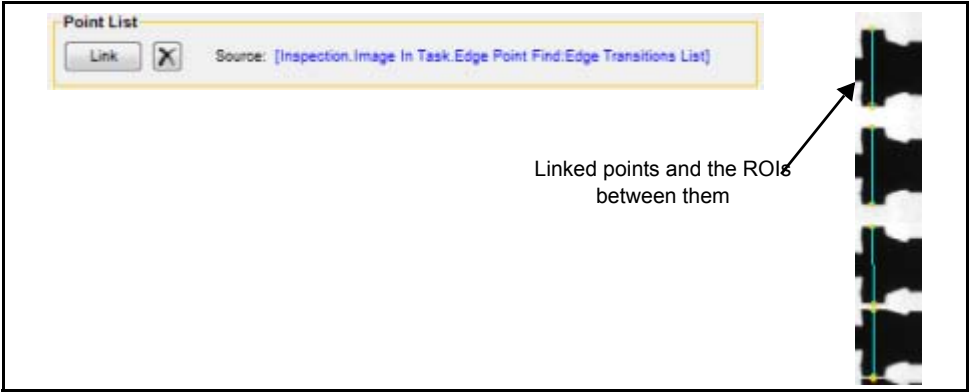 Point List
Link
Source: [Inspection.Image In Task.Edge Point Find:Edge Transitions List]
Linked points and the ROIs
between them